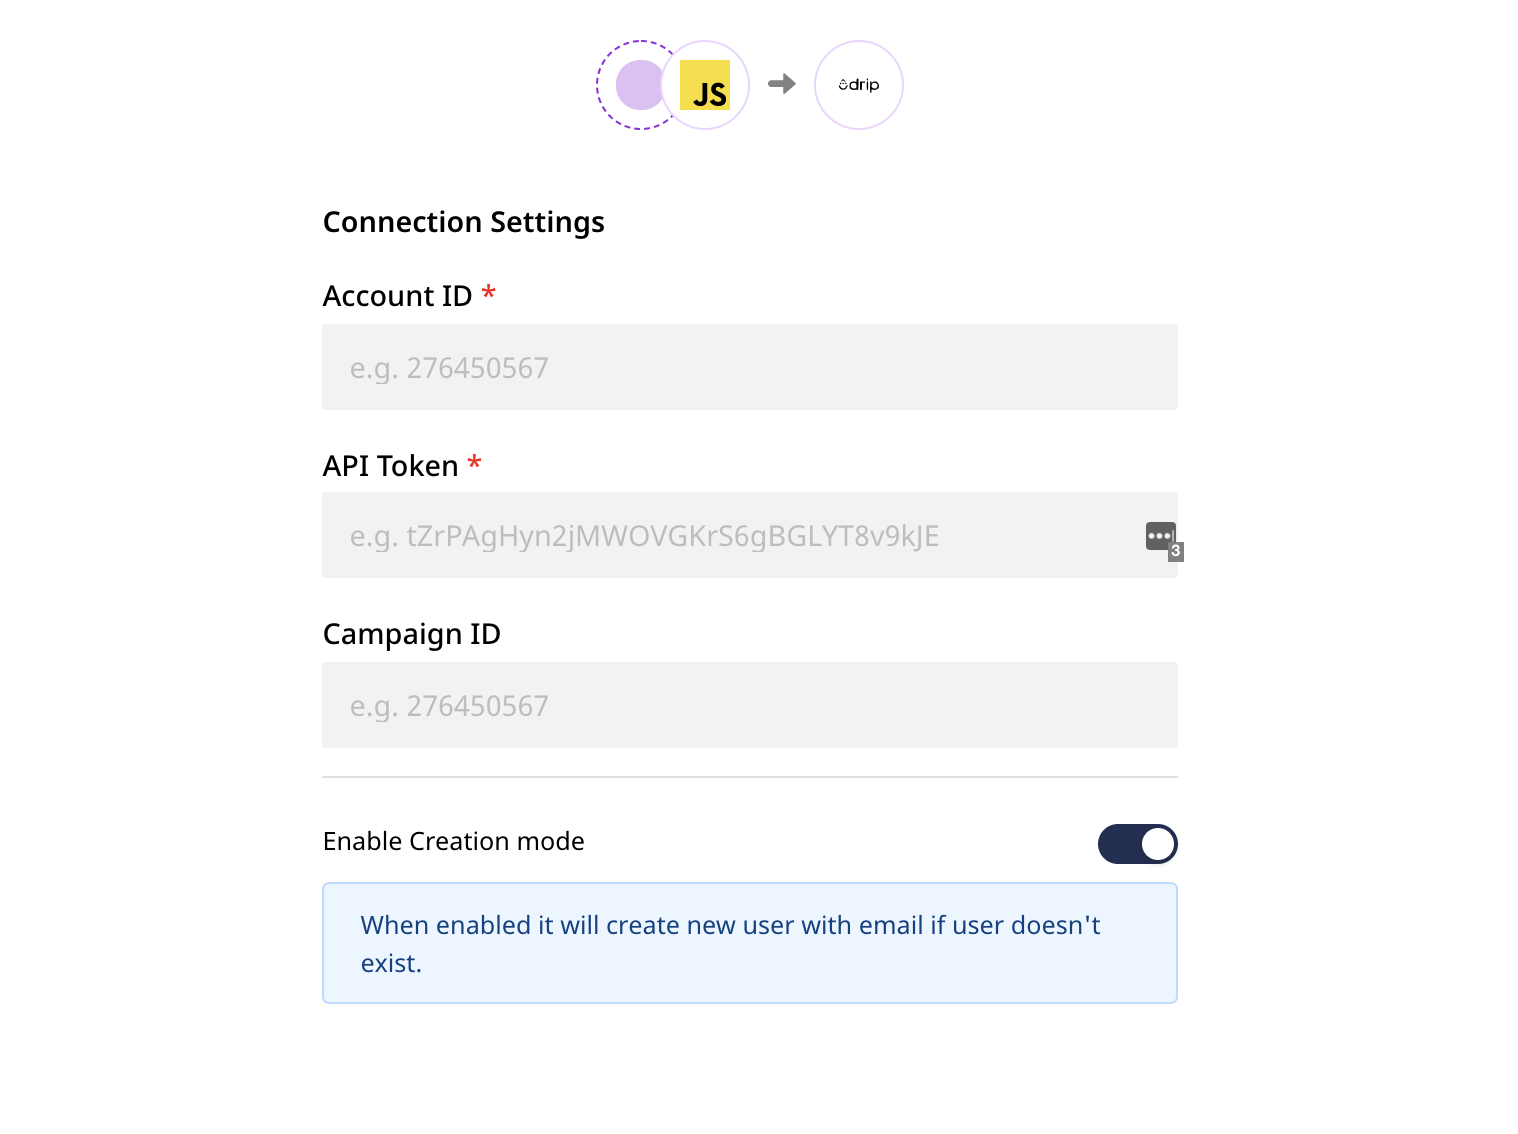 JS
drip
Connection Settings
Account ID *
e.g. 276450567
API Token *
e.g. tZrPAgHyn2jMWOVGKrS6gBGLYT8v9kJE
3
Campaign ID
e.g. 276450567
Enable Creation mode
When enabled it will create new user with email if user doesn't
exist.